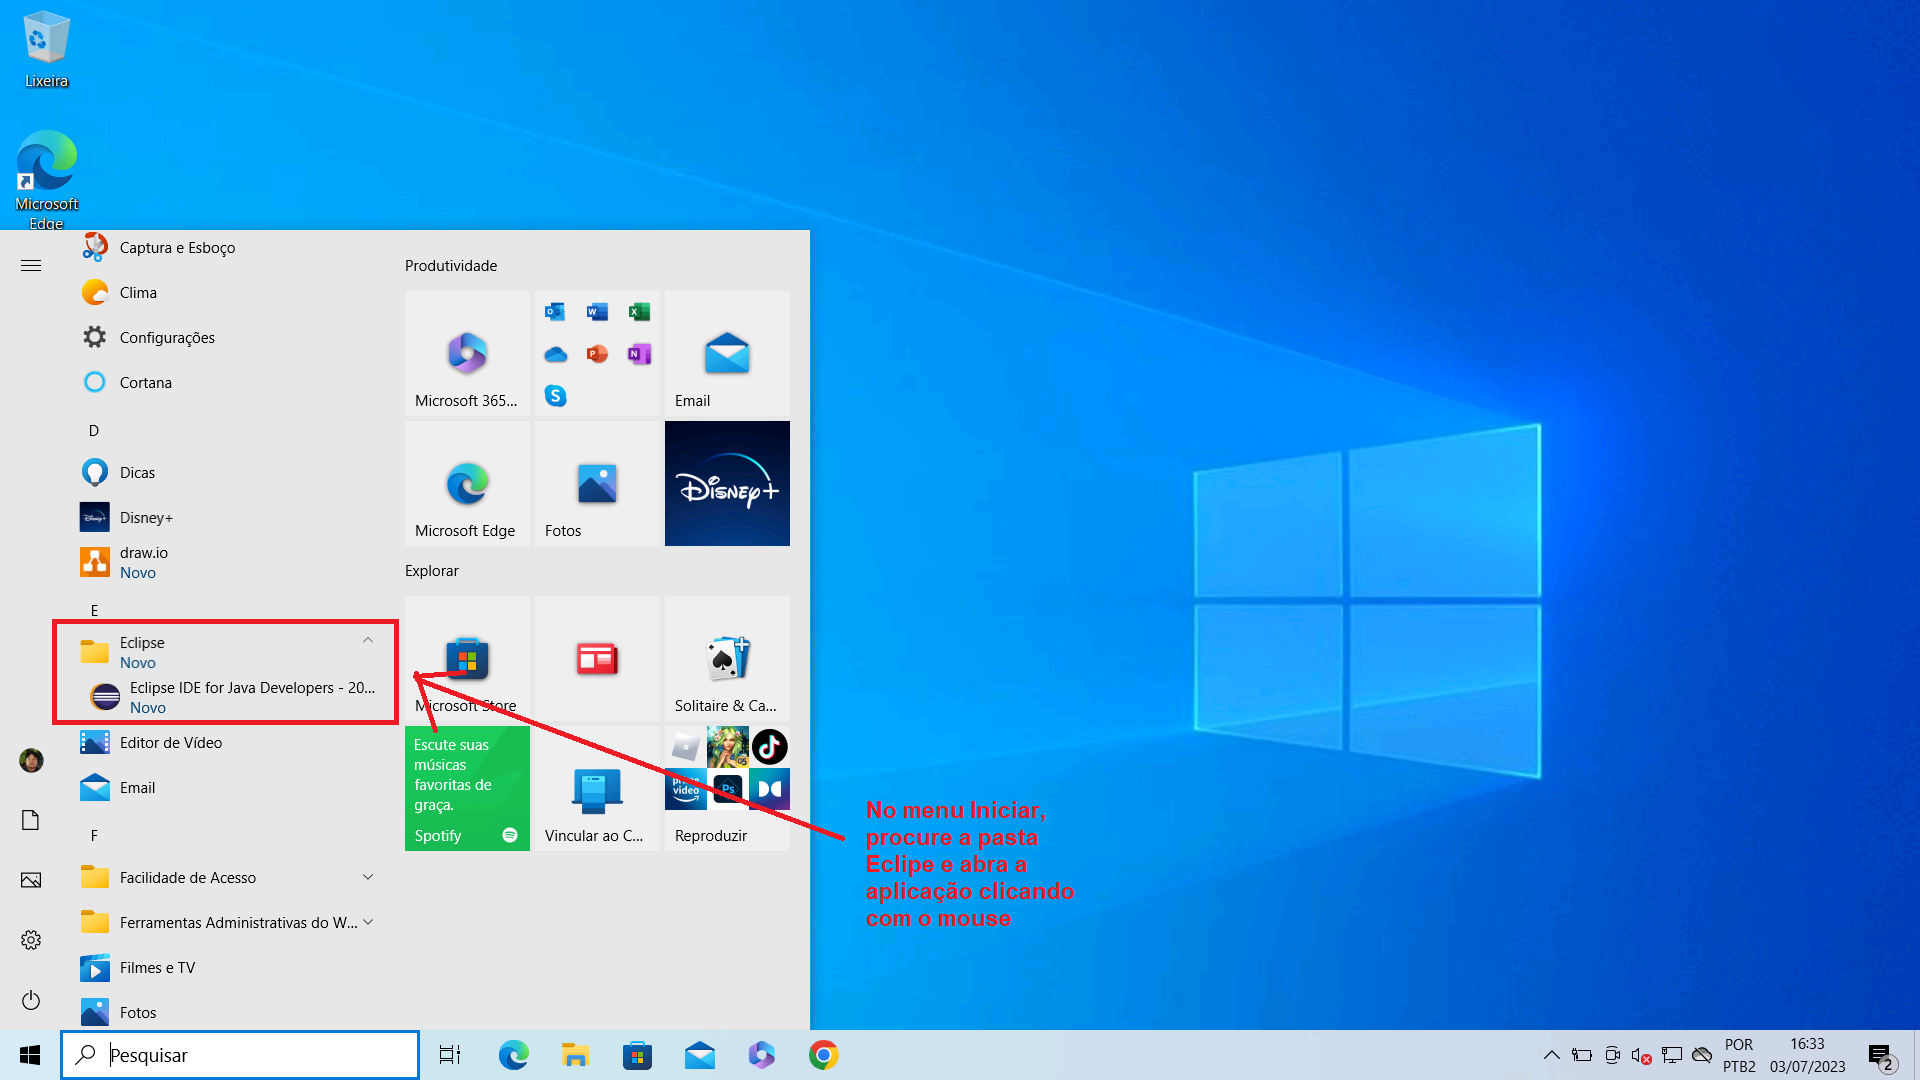 Lixeira
Microsoft
Edge
Captura e Esboço
Clima
Configurações
Cortana
D
Dicas
Disney+
draw.io
Novo
E
Eclipse
Novo
Eclipse IDE for Java Developers - 20...
Novo
Editor de Vídeo
Email
F
Facilidade de Acesso
Ferramentas Administrativas do W...
Filmes e TV
Fotos
Produtividade
Microsoft 365...
Email
Microsoft Edge
Fotos
Disney+
Explorar
Microsoft Store
Solitaire & Ca...
Escute suas
músicas
favoritas de
graça.
Spotify
Vincular ao C...
prime
video
Ps
Reproduzir
No menu Iniciar,
procure a pasta
Eclipe e abra a
aplicação clicando
com o mouse
Pesquisar
POR
PTB2
16:33
03/07/2023
2